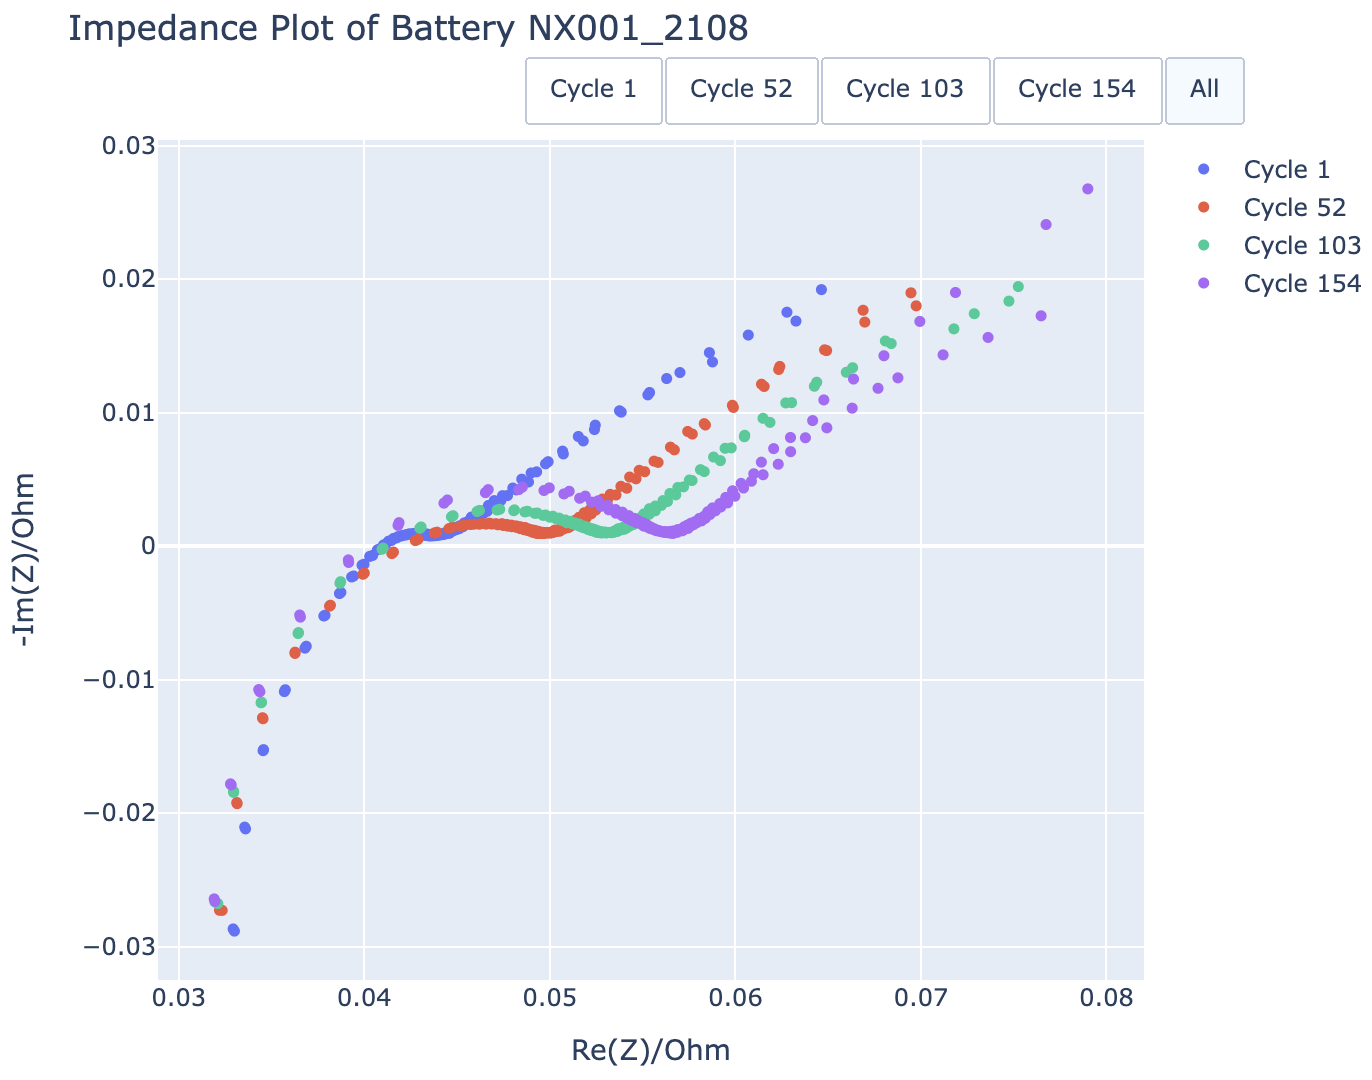 Impedance Plot of Battery NX001_2108
Cycle 1
Cycle 52
Cycle 103
Cycle 154
All
0.03
0.02
0.01
0
−0.01
−0.02
−0.03
-Im(Z)/Ohm
0.03
0.04
0.05
0.06
0.07
0.08
Re(Z)/Ohm
Cycle 1
Cycle 52
Cycle 103
Cycle 154